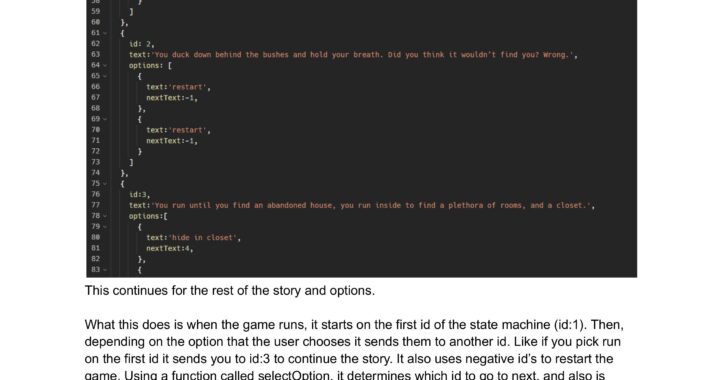 58 }
59 ]
60 },
61 {
62 id: 2,
63 text:'You duck down behind the bushes and hold your breath. Did you think it wouldn't find you? Wrong.',
64 options: [
65 {
66 text:'restart',
67 nextText:-1,
68 },
69 {
70 text:'restart',
71 nextText:-1,
72 }
73 ]
74 },
75 {
76 id:3,
77 text:'You run until you find an abandoned house, you run inside to find a plethora of rooms, and a closet.',
78 options:[
79 {
80 text:'hide in closet',
81 nextText:4,
82 },
83 {
This continues for the rest of the story and options.
What this does is when the game runs, it starts on the first id of the state machine (id:1). Then,
depending on the option that the user chooses it sends them to another id. Like if you pick run
on the first id it sends you to id:3 to continue the story. It also uses negative id's to restart the
game. Using a function called selectOption, it determines which id to go to next, and also is